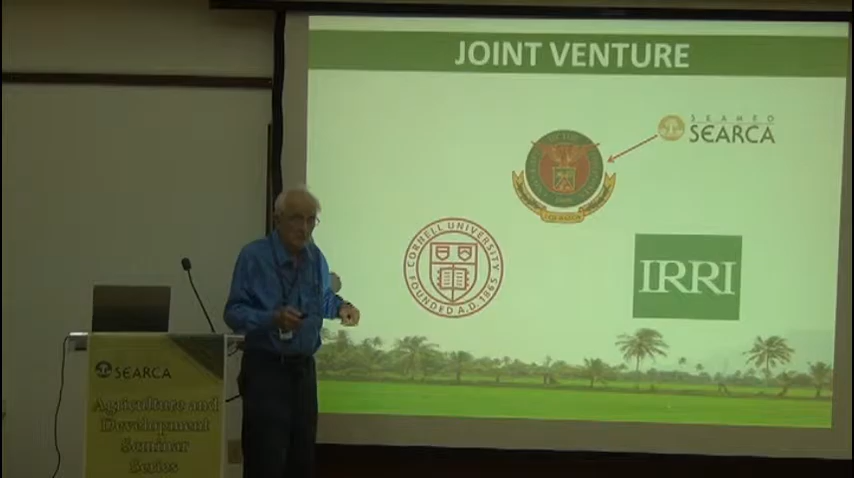 JOINT VENTURE
SEAMEO
SEARCA
CORNELL UNIVERSITY
FOUNDED A.D. 1865
IRRI
SEARCA
Agriculture and
Development
Seminar
Series